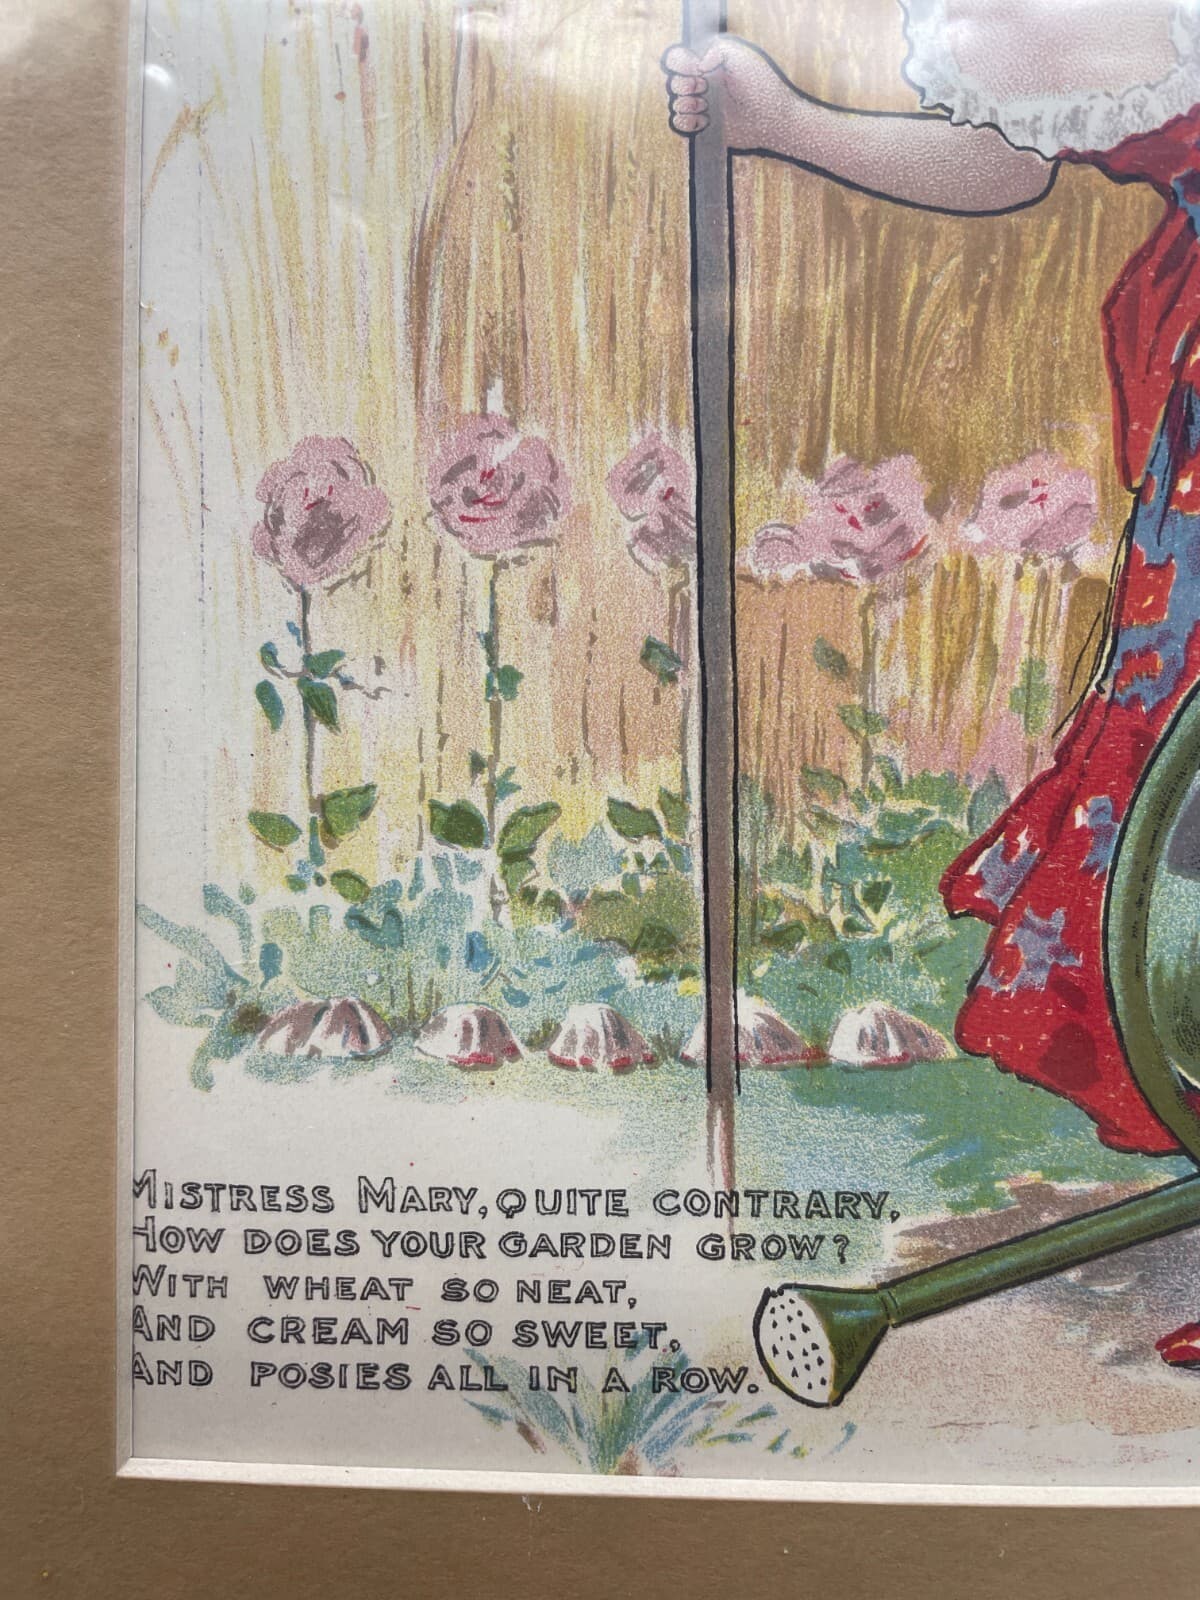 MISTRESS MARY, QUITE CONTRARY,
HOW DOES YOUR GARDEN GROW?
WITH WHEAT SO NEAT,
AND CREAM SO SWEET,
AND POSIES ALL IN A ROW.